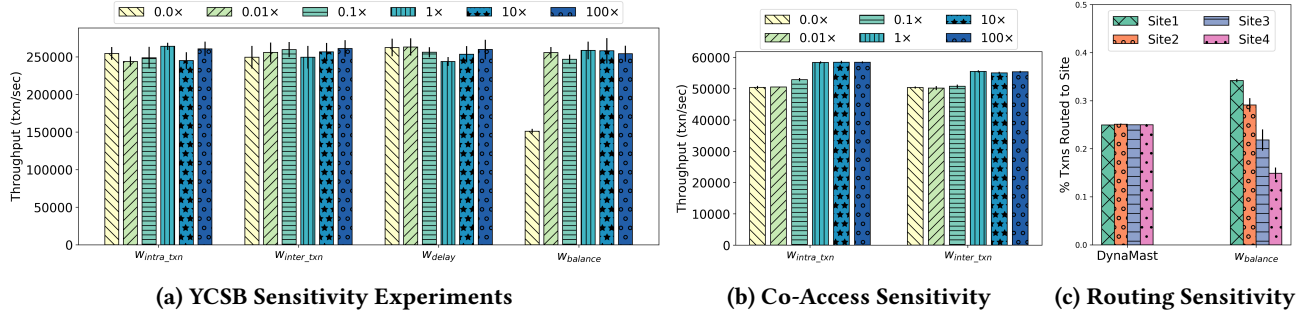 0.0× 0.01× 0.1× 1× 10× 100×
Throughput (txn/sec)
250000
200000
150000
100000
50000
0
w_intra_txn w_inter_txn w_delay w_balance
(a) YCSB Sensitivity Experiments
0.0× 0.1× 10×
0.01× 1× 100×
Throughput (txn/sec)
60000
50000
40000
30000
20000
10000
0
w_intra_txn w_inter_txn
(b) Co-Access Sensitivity
% Txns Routed to Site
0.5
0.4
0.3
0.2
0.1
0.0
Site1 Site3
Site2 Site4
DynaMast w_balance
(c) Routing Sensitivity